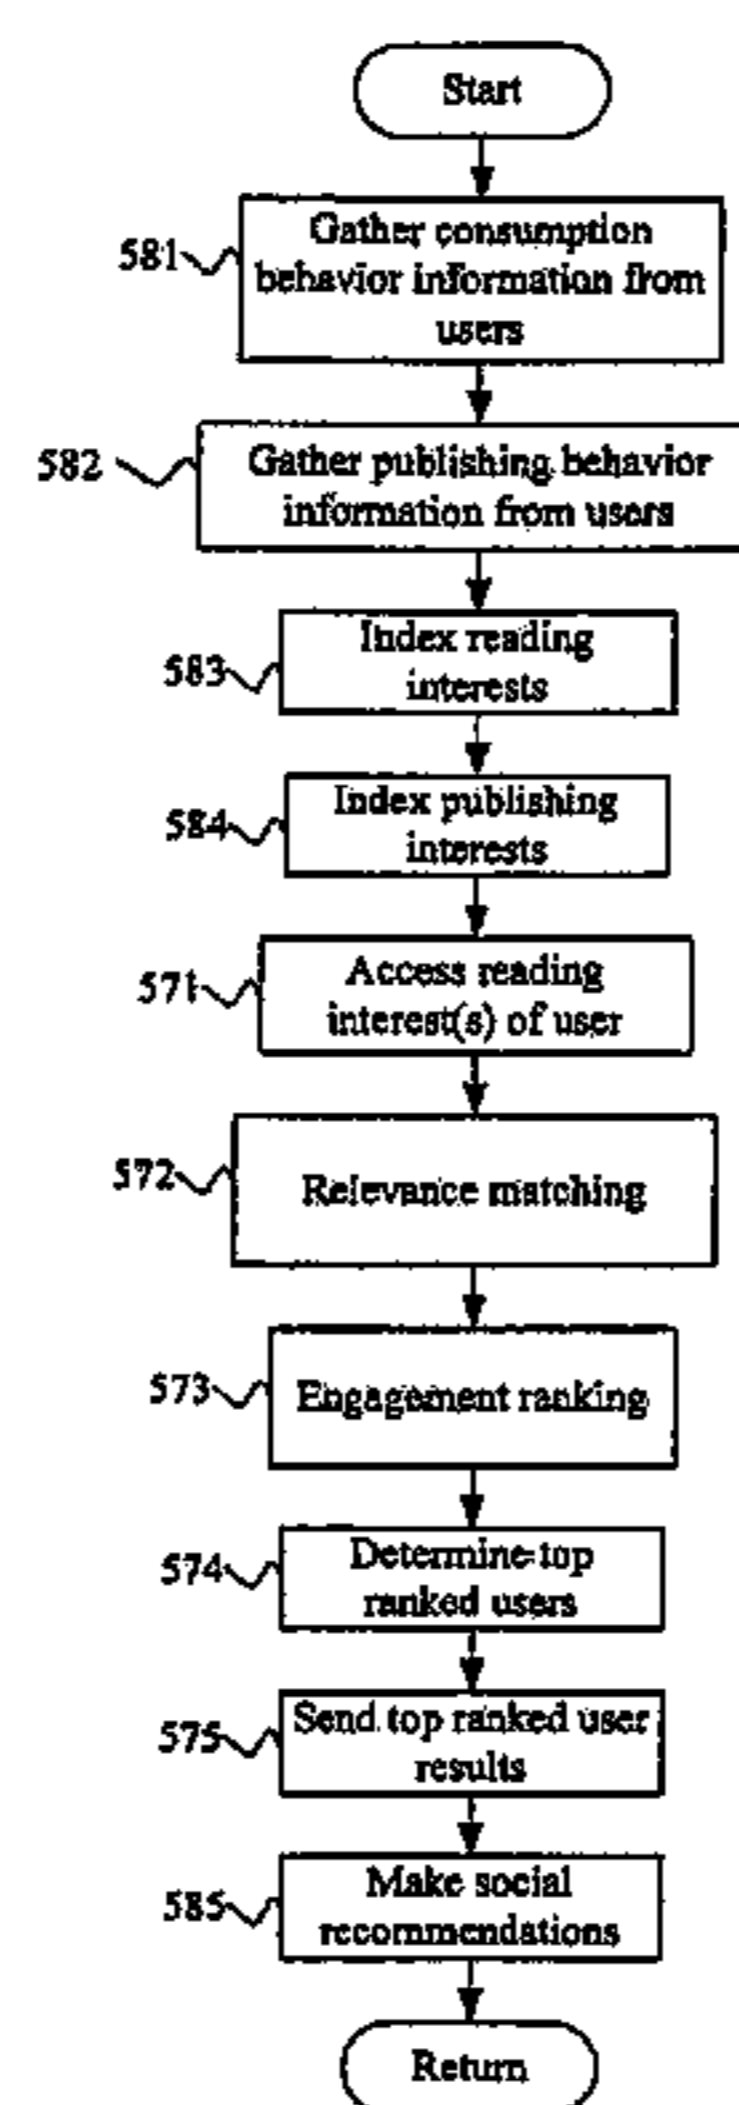 Start
581
Gather consumption
behavior information from
users
582
Gather publishing behavior
information from users
583
Index reading
interests
584
Index publishing
interests
571
Access reading
interest(s) of user
572
Relevance matching
573
Engagement ranking
574
Determine top
ranked users
575
Send top ranked user
results
585
Make social
recommendations
Return